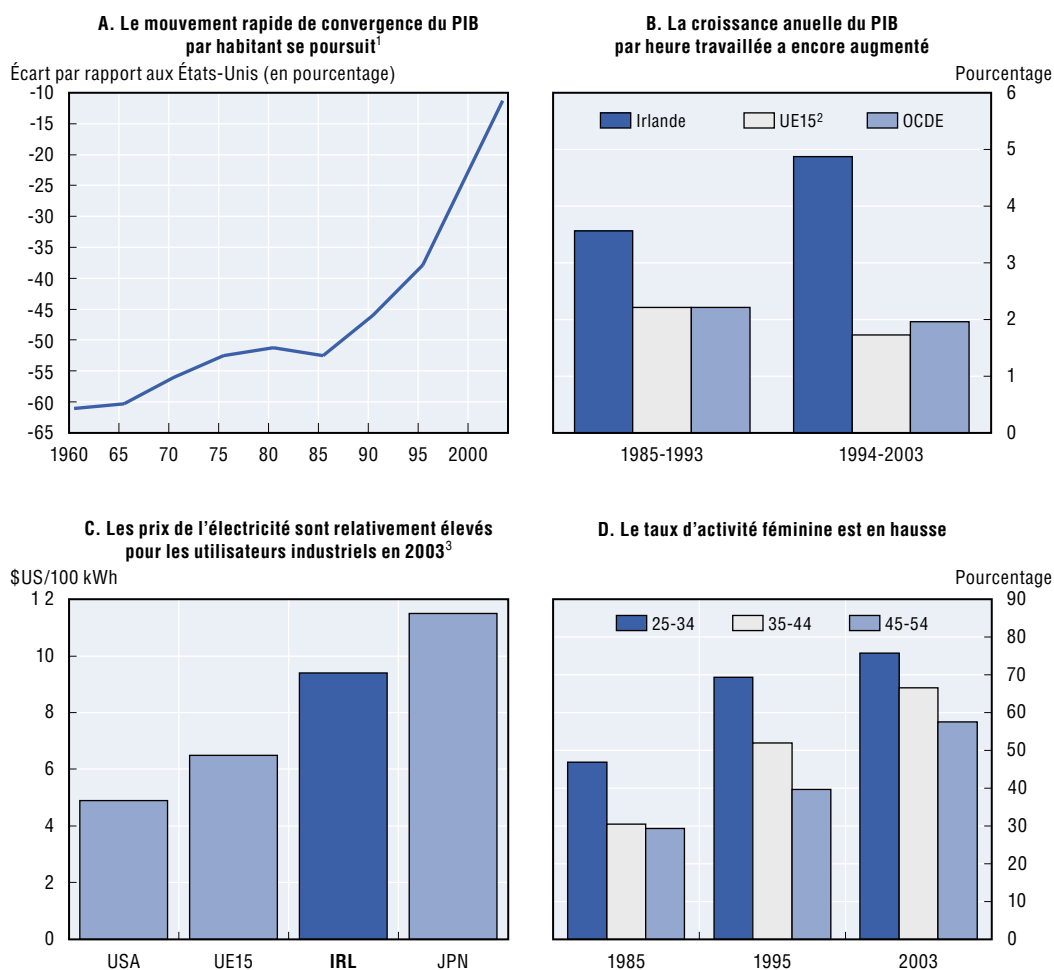 A. Le mouvement rapide de convergence du PIB
par habitant se poursuit¹
Écart par rapport aux États-Unis (en pourcentage)
-10
-15
-20
-25
-30
-35
-40
-45
-50
-55
-60
-65
1960 65 70 75 80 85 90 95 2000
B. La croissance anuelle du PIB
par heure travaillée a encore augmenté
Pourcentage
6
5
4
3
2
1
0
Irlande UE15² OCDE
1985-1993 1994-2003
C. Les prix de l'électricité sont relativement élevés
pour les utilisateurs industriels en 2003³
$US/100 kWh
12
10
8
6
4
2
0
USA UE15 IRL JPN
D. Le taux d'activité féminine est en hausse
Pourcentage
90
80
70
60
50
40
30
20
10
0
25-34 35-44 45-54
1985 1995 2003